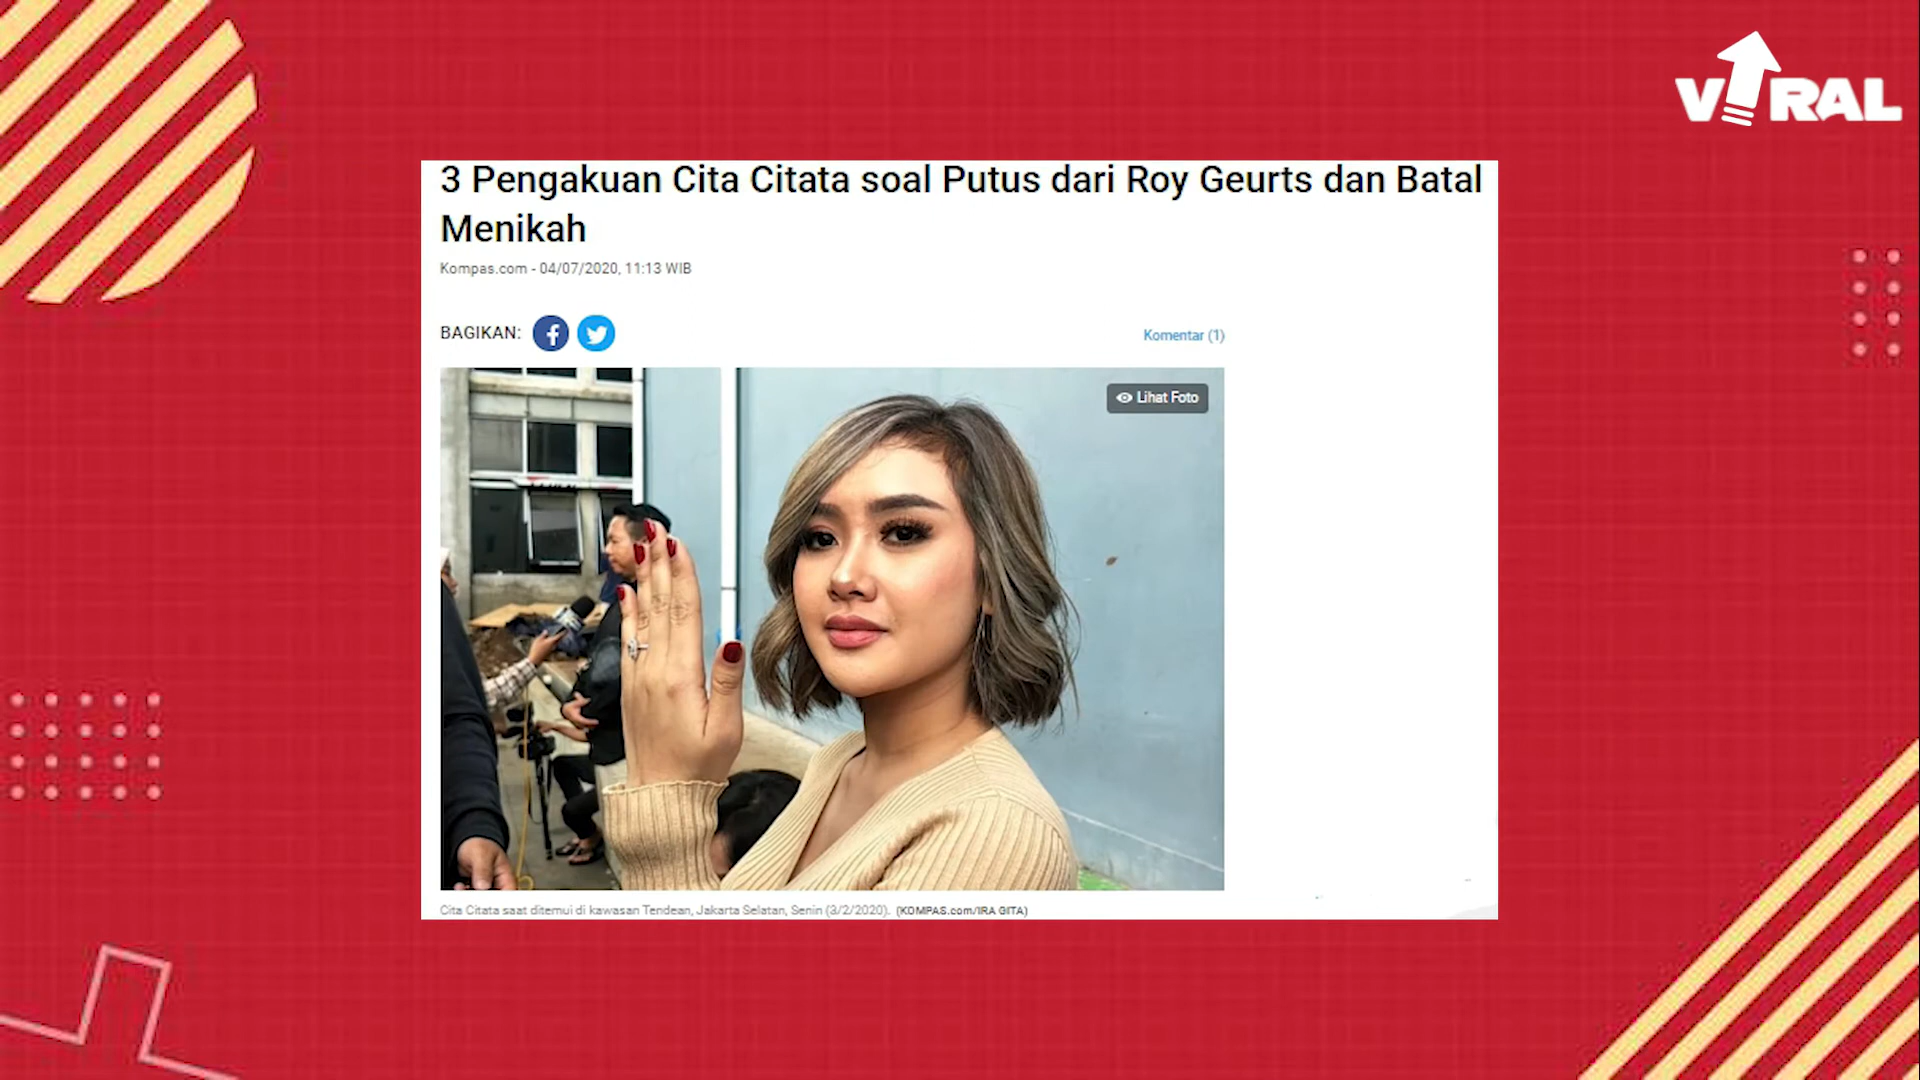 VIRAL
3 Pengakuan Cita Citata soal Putus dari Roy Geurts dan Batal
Menikah
Kompas.com - 04/07/2020, 11:13 WIB
BAGIKAN:
Komentar (1)
Lihat Foto
Cita Citata saat ditemui di kawasan Tendean, Jakarta Selatan, Senin (3/2/2020). (KOMPAS.com/IRA GITA)